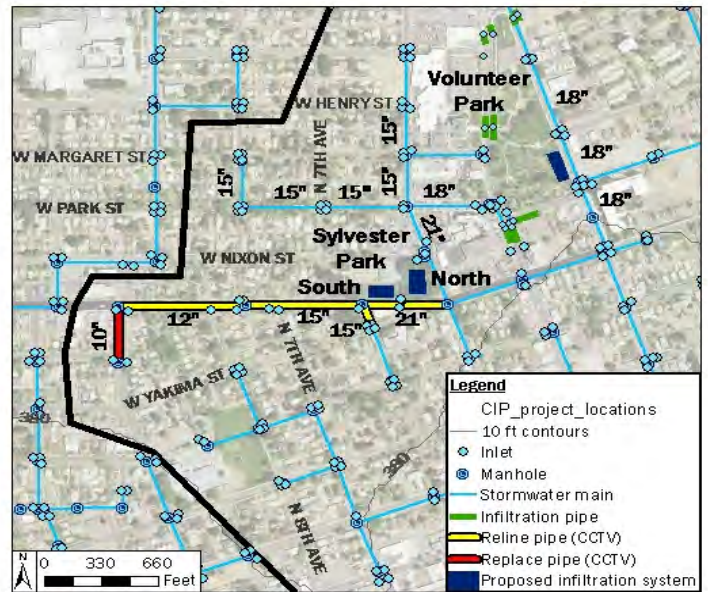 Volunteer
Park
18"
W HENRY ST
15"
18"
W MARGARET ST
15"
N 7TH AVE
15"
15"
15"
18"
18"
W PARK ST
21"
Sylvester
Park
W NIXON ST
South
North
12"
15"
15"
21"
10"
N 7TH AVE
W YAKIMA ST
380
380
N 8TH AVE
Legend
CIP_project_locations
10 ft contours
Inlet
Manhole
Stormwater main
Infiltration pipe
Reline pipe (CCTV)
Replace pipe (CCTV)
Proposed infiltration system
N
0 330 660
Feet